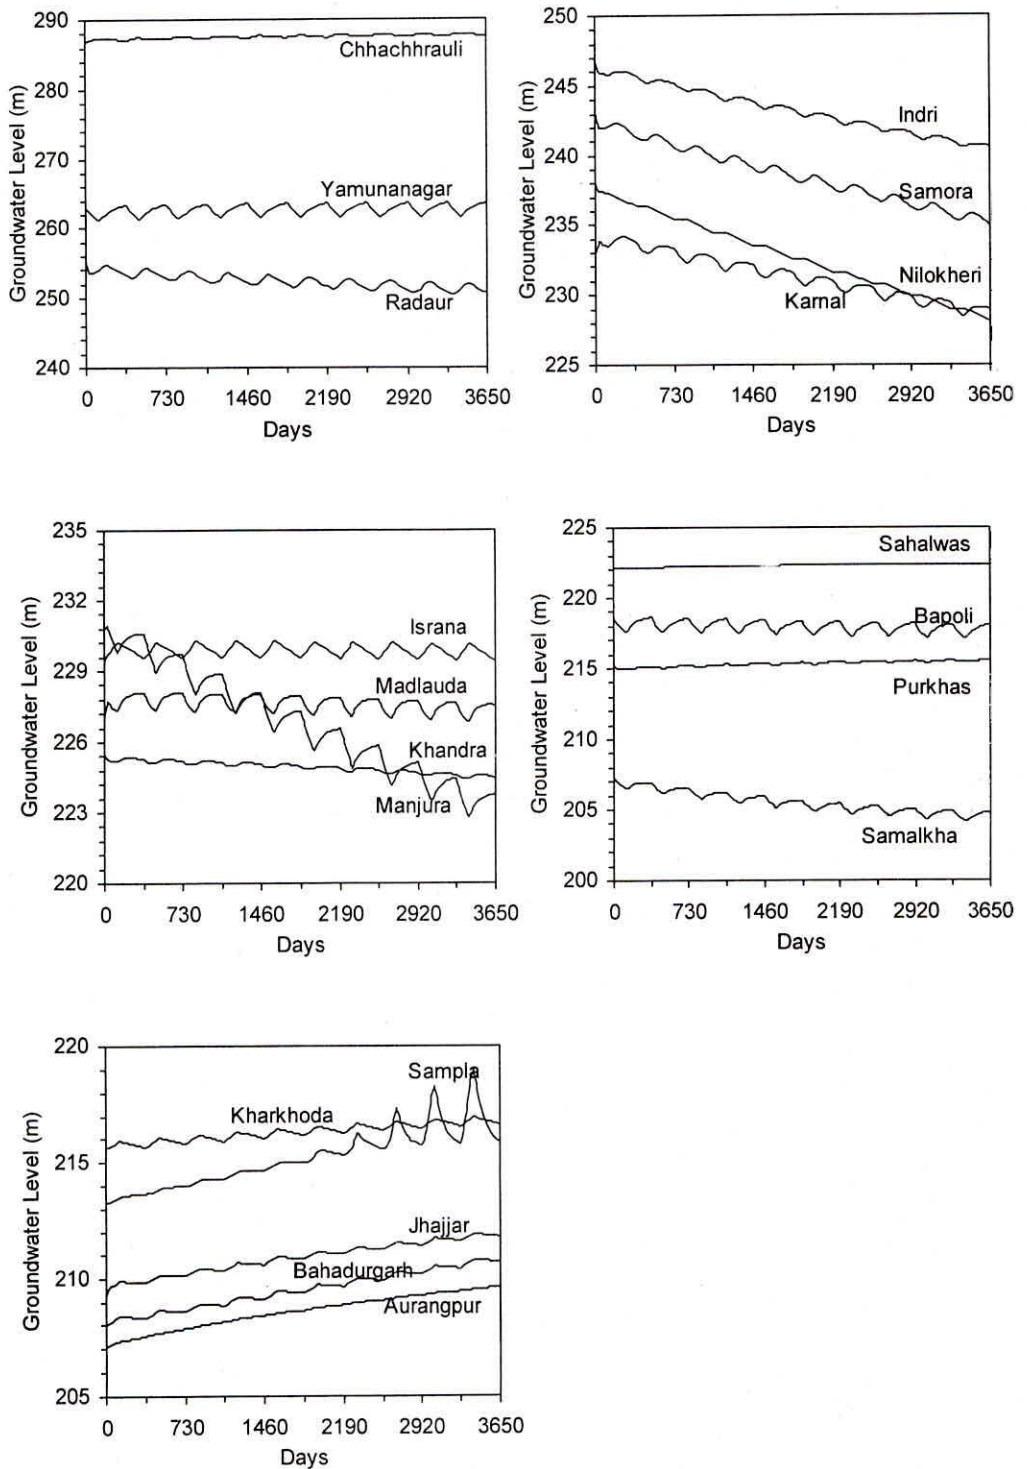 Groundwater Level (m)
290
280
270
260
250
240
Chhachhrauli
Yamunanagar
Radaur
0 730 1460 2190 2920 3650
Days
Groundwater Level (m)
250
245
240
235
230
225
Indri
Samora
Nilokheri
Karnal
0 730 1460 2190 2920 3650
Days
Groundwater Level (m)
235
232
229
226
223
220
Israna
Madlauda
Khandra
Manjura
0 730 1460 2190 2920 3650
Days
Groundwater Level (m)
225
220
215
210
205
200
Sahalwas
Bapoli
Purkhas
Samalkha
0 730 1460 2190 2920 3650
Days
Groundwater Level (m)
220
215
210
205
Sampla
Kharkhoda
Jhajjar
Bahadurgarh
Aurangpur
0 730 1460 2190 2920 3650
Days